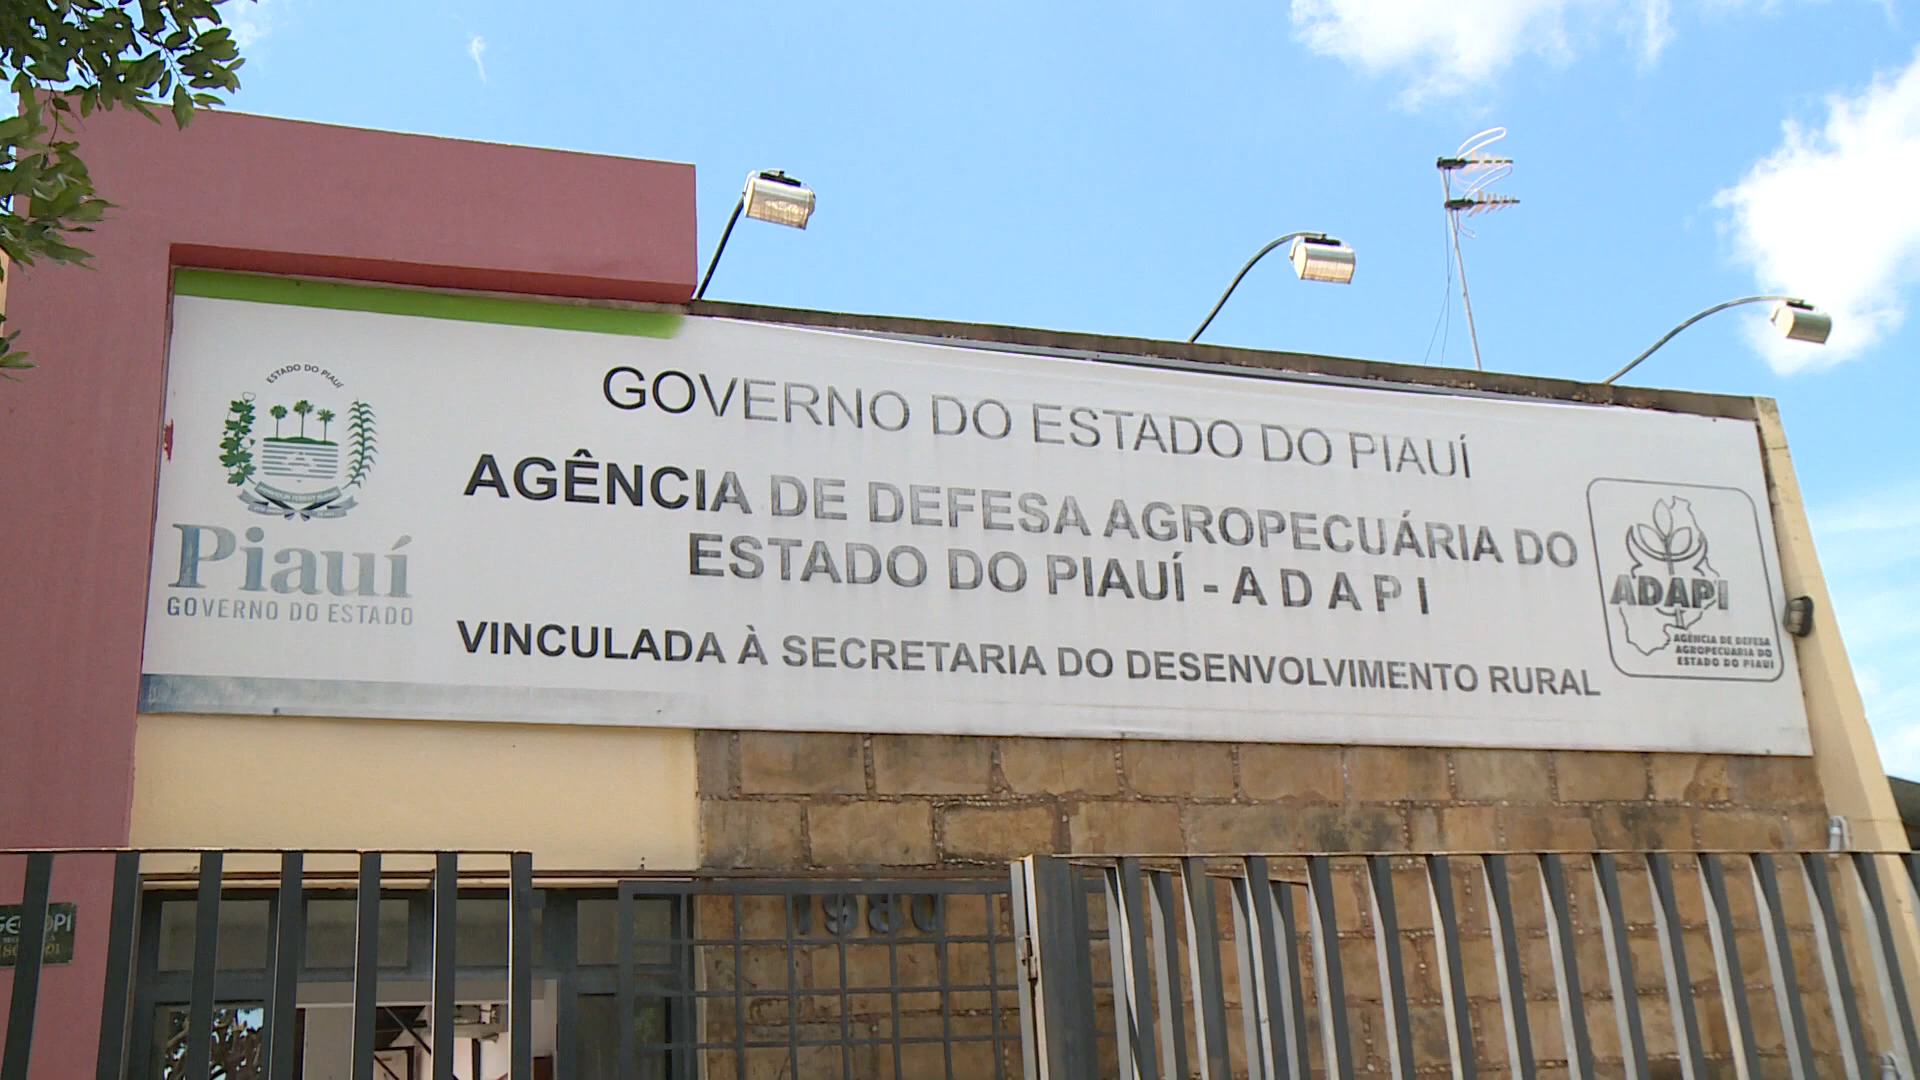 ESTADO DO PIAUÍ
Piauí
GOVERNO DO ESTADO
GOVERNO DO ESTADO DO PIAUÍ
AGÊNCIA DE DEFESA AGROPECUÁRIA DO
ESTADO DO PIAUÍ - A D A P I
VINCULADA À SECRETARIA DO DESENVOLVIMENTO RURAL
ADAPI
AGÊNCIA DE DEFESA
AGROPECUÁRIA DO
ESTADO DO PIAUÍ
1980